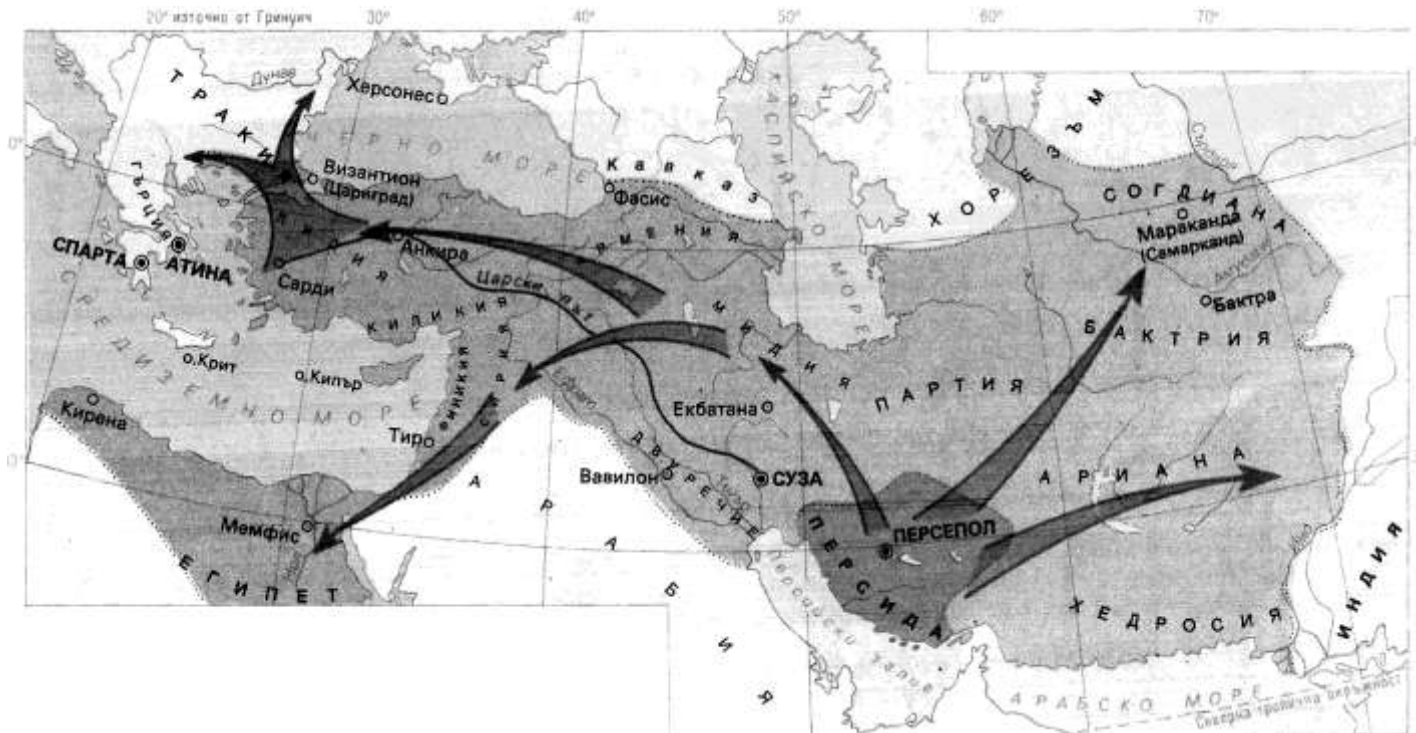 20° източно от Гринуич
30°
40°
50°
60°
70°
Дунав
ТРАКИЯ
Херсонес
ЧЕРНО МОРЕ
Византион
(Цариград)
Кавказ
Фасис
КАСПИЙСКО МОРЕ
ХОРЕЗЪМ
СОГДИАНА
Мараканда
(Самарканд)
Бактра
БАКТРИЯ
ГЪРЦИЯ
СПАРТА
АТИНА
Сарди
Анкира
АРМЕНИЯ
Царски път
КИЛИКИЯ
СИРИЯ
ФИНИКИЯ
МИДИЯ
ПАРТИЯ
СРЕДИЗЕМНО МОРЕ
о.Крит
о.Кипър
Кирена
Тиро
Ефрат
Екбатана
ДВУРЕЧИЕ
Вавилон
СУЗА
АРИАНА
Мемфис
ЕГИПЕТ
АРАБИЯ
ПЕРСЕПОЛ
ПЕРСИДА
Персийски залив
ХЕДРОСИЯ
ИНДИЯ
АРАБСКО МОРЕ
Северна тропична окръжност